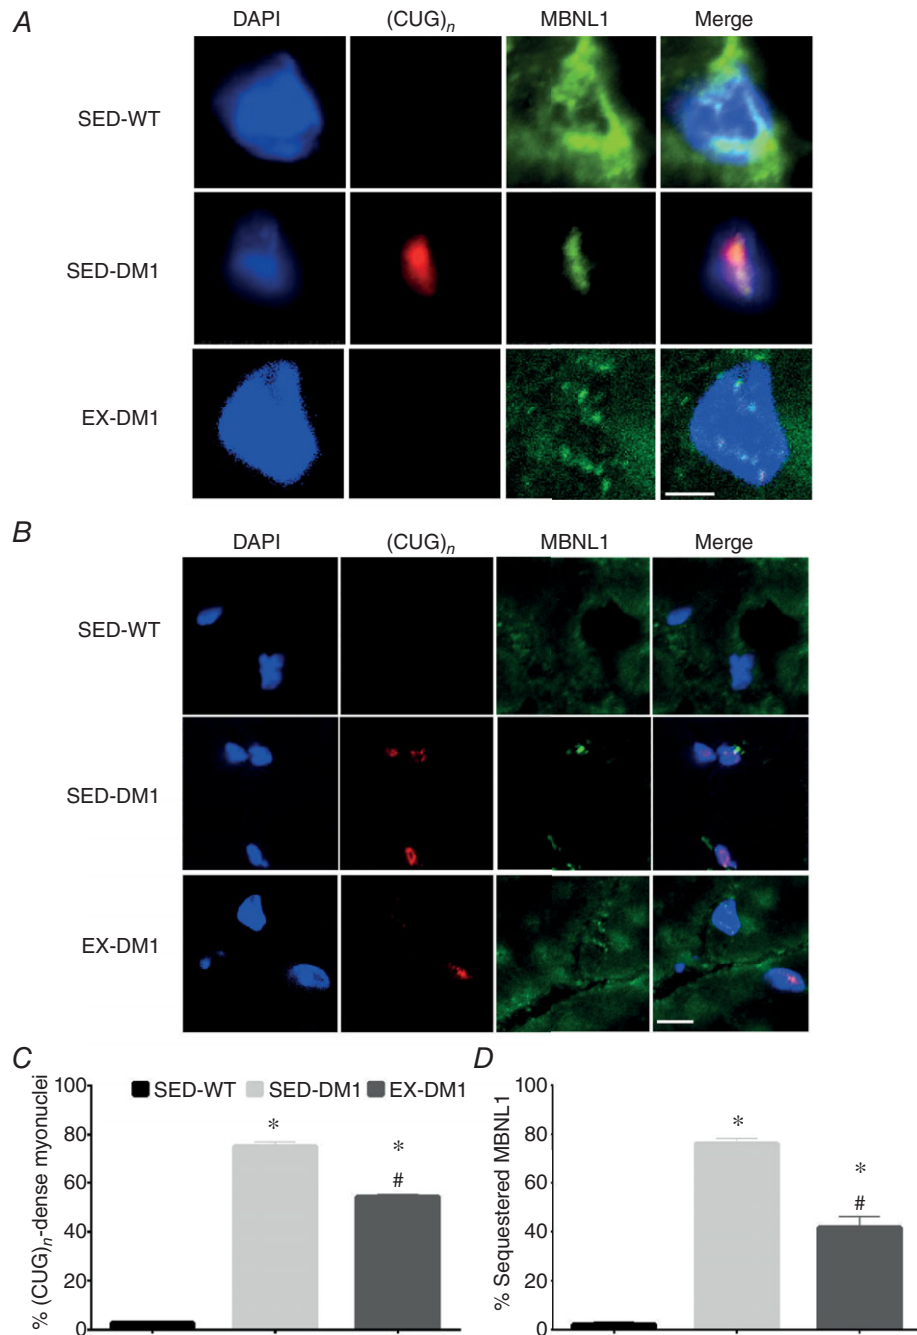 A
DAPI (CUG)n MBNL1 Merge
SED-WT
SED-DM1
EX-DM1
B
DAPI (CUG)n MBNL1 Merge
SED-WT
SED-DM1
EX-DM1
C
% (CUG)n-dense myonuclei
100
80
60
40
20
0
SED-WT SED-DM1 EX-DM1
*
*
#
D
% Sequestered MBNL1
100
80
60
40
20
0
*
*
#